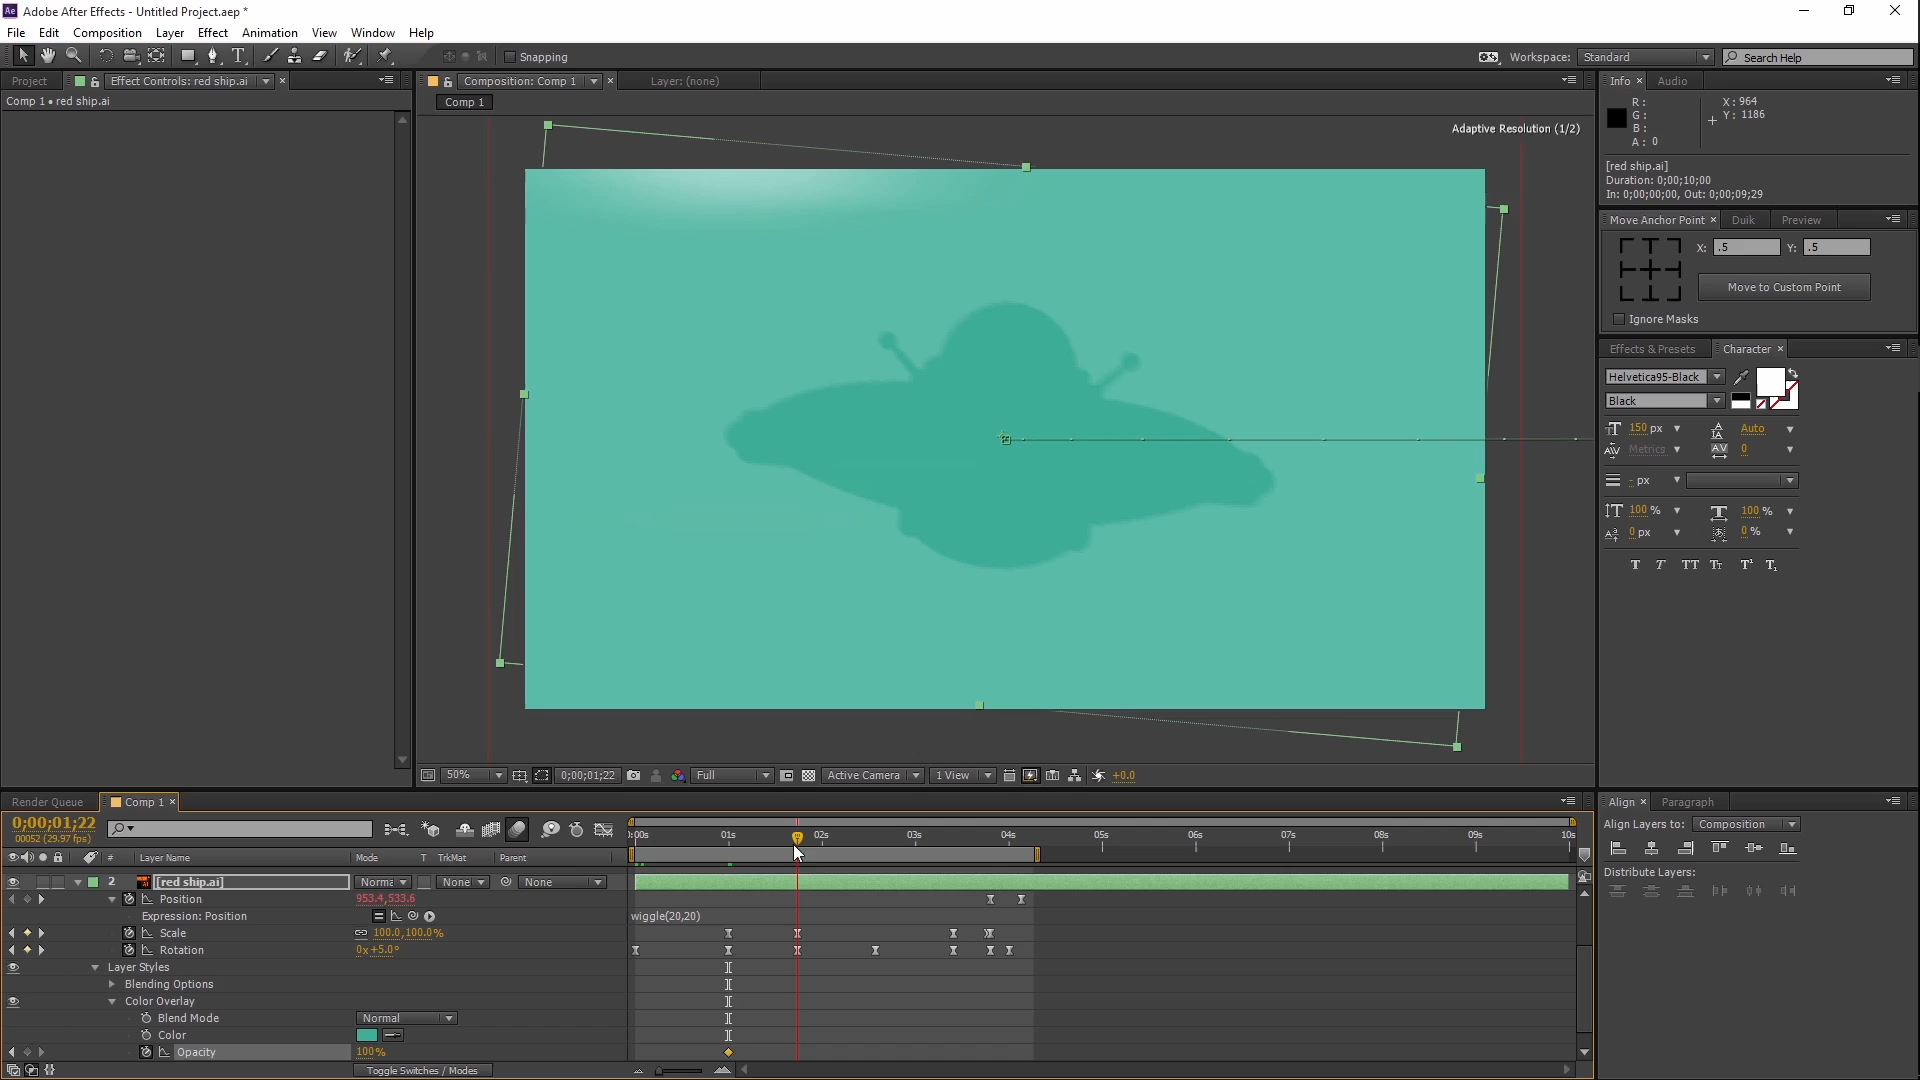 Ae Adobe After Effects - Untitled Project.aep *
File Edit Composition Layer Effect Animation View Window Help
Snapping
Workspace: Standard
Search Help
Project Effect Controls: red ship.ai
Comp 1 • red ship.ai
Composition: Comp 1
Layer: (none)
Comp 1
Adaptive Resolution (1/2)
Info Audio
R:
G:
B:
A: 0
X: 964
Y: 1186
[red ship.ai]
Duration: 0;00;10;00
In: 0;00;00;00, Out: 0;00;09;29
Move Anchor Point Duik Preview
X: .5 Y: .5
Move to Custom Point
Ignore Masks
Effects & Presets Character
Helvetica95-Black
Black
150 px Auto
Metrics 0
- px
100 % 100 %
0 px 0 %
T T TT Tt T¹ T₁
50% 0;00;01;22 Full Active Camera 1 View +0.0
Render Queue Comp 1
0;00;01;22
00052 (29.97 fps)
# Layer Name Mode T TrkMat Parent
):00s 01s 02s 03s 04s 05s 06s 07s 08s 09s 10s
2 [red ship.ai] Norma None None
Position 953.4,533.6
Expression: Position wiggle(20,20)
Scale 100.0,100.0%
Rotation 0x+5.0°
Layer Styles
Blending Options
Color Overlay
Blend Mode Normal
Color
Opacity 100%
Toggle Switches / Modes
Align Paragraph
Align Layers to: Composition
Distribute Layers: